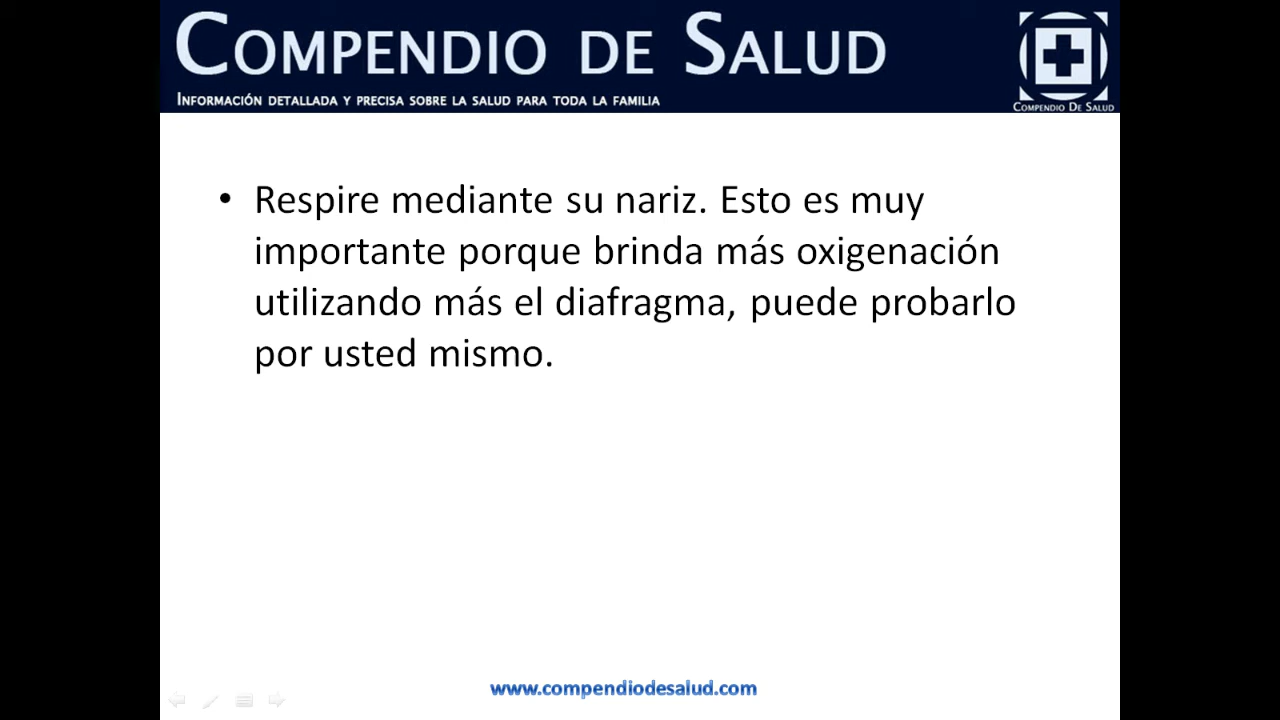 COMPENDIO DE SALUD
INFORMACIÓN DETALLADA Y PRECISA SOBRE LA SALUD PARA TODA LA FAMILIA
COMPENDIO DE SALUD
• Respire mediante su nariz. Esto es muy
importante porque brinda más oxigenación
utilizando más el diafragma, puede probarlo
por usted mismo.
www.compendiodesalud.com